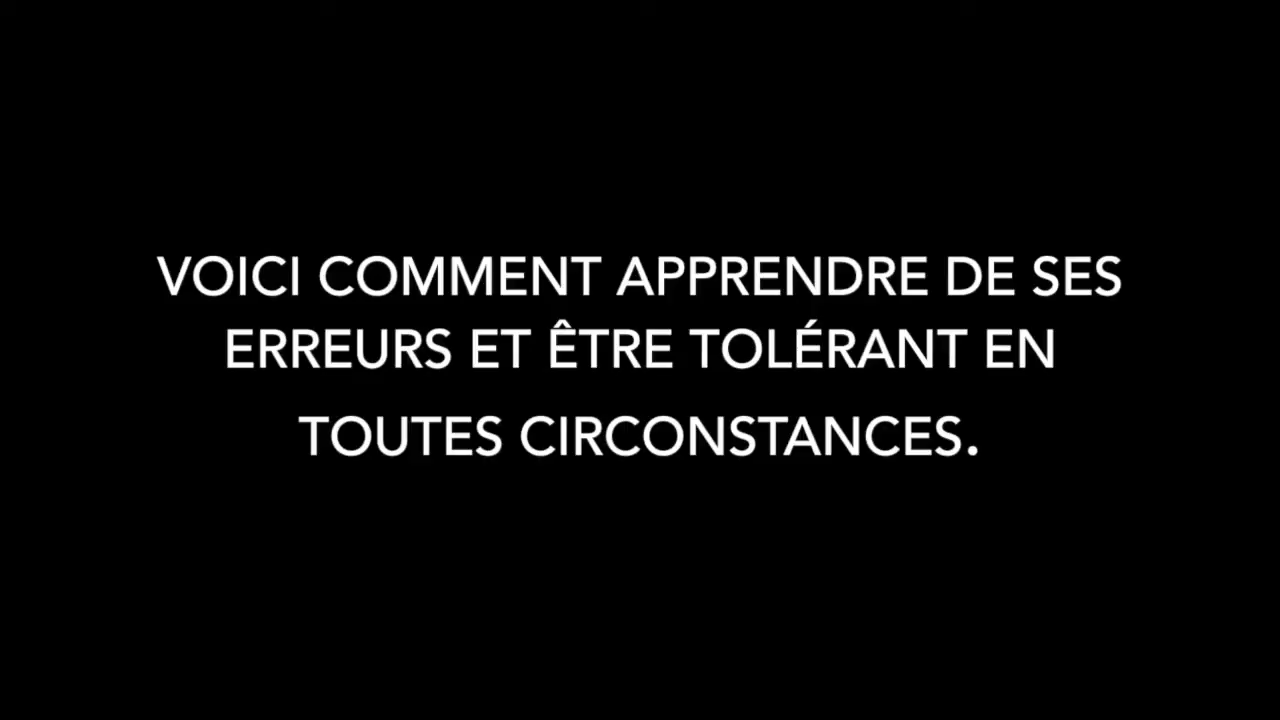 VOICI COMMENT APPRENDRE DE SES
ERREURS ET ÊTRE TOLÉRANT EN
TOUTES CIRCONSTANCES.